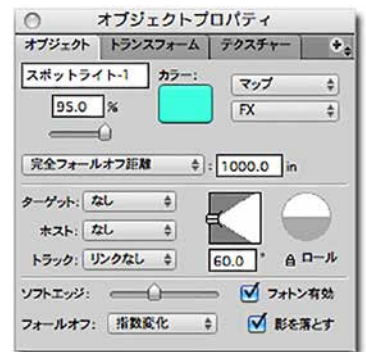 オブジェクトプロパティ
オブジェクト トランスフォーム テクスチャー
スポットライト-1 カラー: マップ
95.0 % FX
完全フォールオフ距離 : 1000.0 in
ターゲット: なし
ホスト: なし
トラック: リンクなし 60.0 ° ロール
ソフトエッジ: フォトン有効
フォールオフ: 指数変化 影を落とす